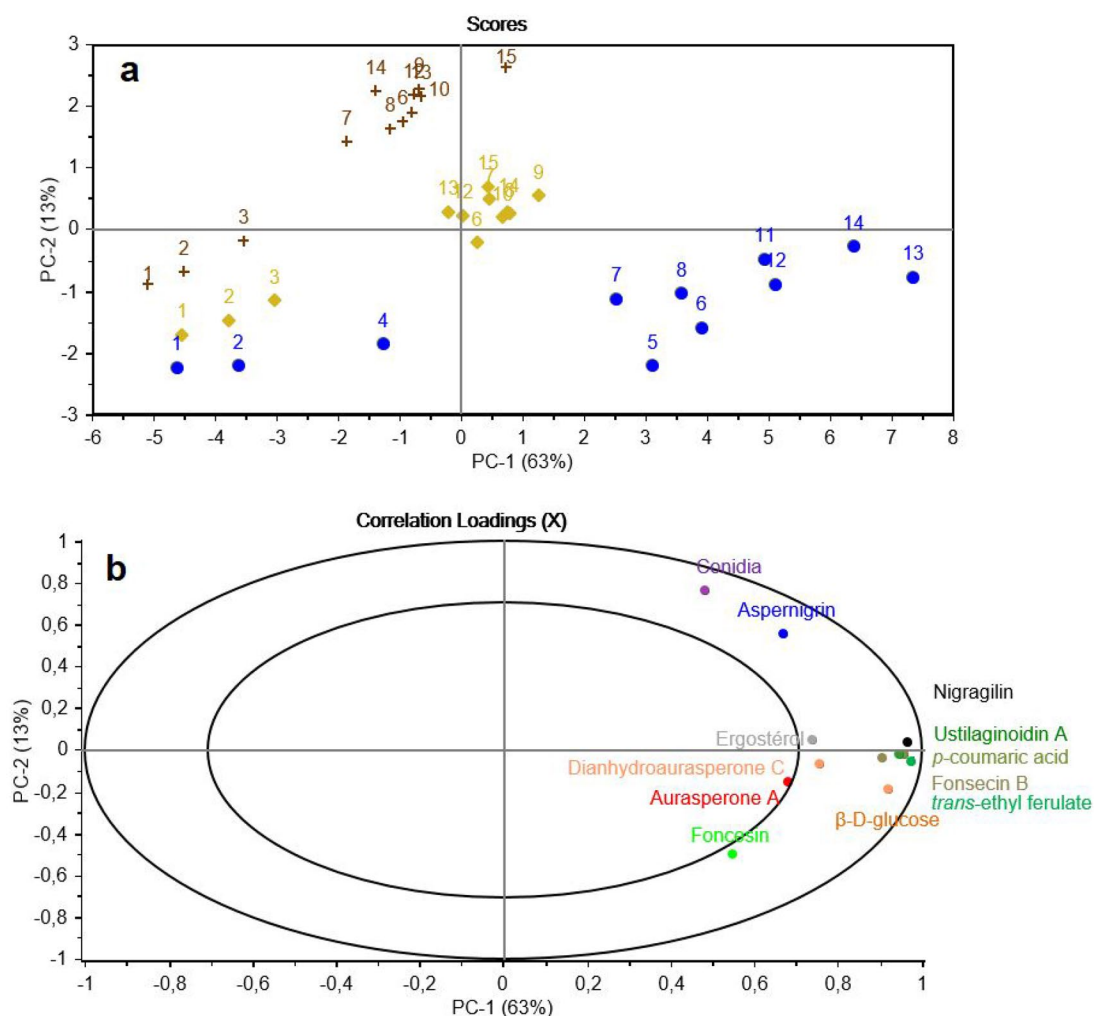 Scores
a
3
2
1
0
-1
-2
-3
PC-2 (13%)
15
14
9
13
10
8
6
7
15
7
9
13
12
14
6
3
2
1
3
2
1
14
11
13
12
8
7
6
5
4
2
1
-6 -5 -4 -3 -2 -1 0 1 2 3 4 5 6 7 8
PC-1 (63%)
Correlation Loadings (X)
b
1
0,8
0,6
0,4
0,2
0
-0,2
-0,4
-0,6
-0,8
-1
PC-2 (13%)
Conidia
Aspernigrin
Nigragilin
Ergostérol
Ustilaginoidin A
p-coumaric acid
Dianhydroaurasperone C
Fonsecin B
Aurasperone A
trans-ethyl ferulate
β-D-glucose
Foncosin
-1 -0,8 -0,6 -0,4 -0,2 0 0,2 0,4 0,6 0,8 1
PC-1 (63%)